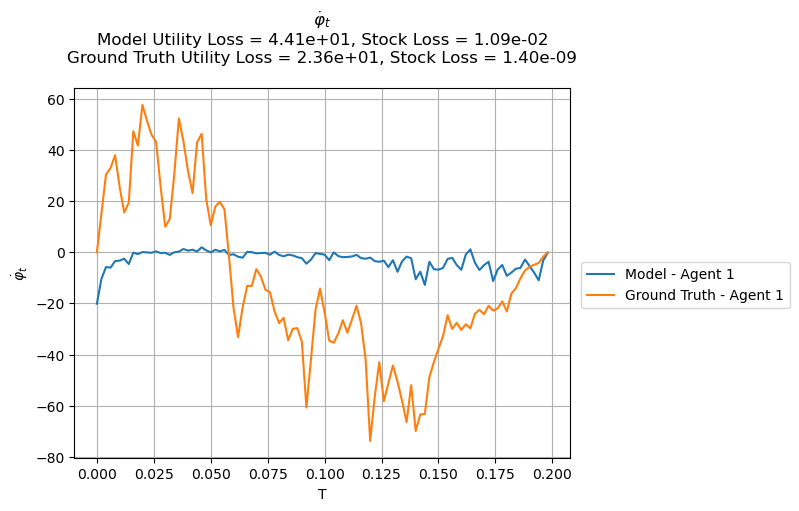 φ̇ₜ
Model Utility Loss = 4.41e+01, Stock Loss = 1.09e-02
Ground Truth Utility Loss = 2.36e+01, Stock Loss = 1.40e-09
60
40
20
0
−20
−40
−60
−80
φ̇ₜ
0.000 0.025 0.050 0.075 0.100 0.125 0.150 0.175 0.200
T
Model - Agent 1
Ground Truth - Agent 1